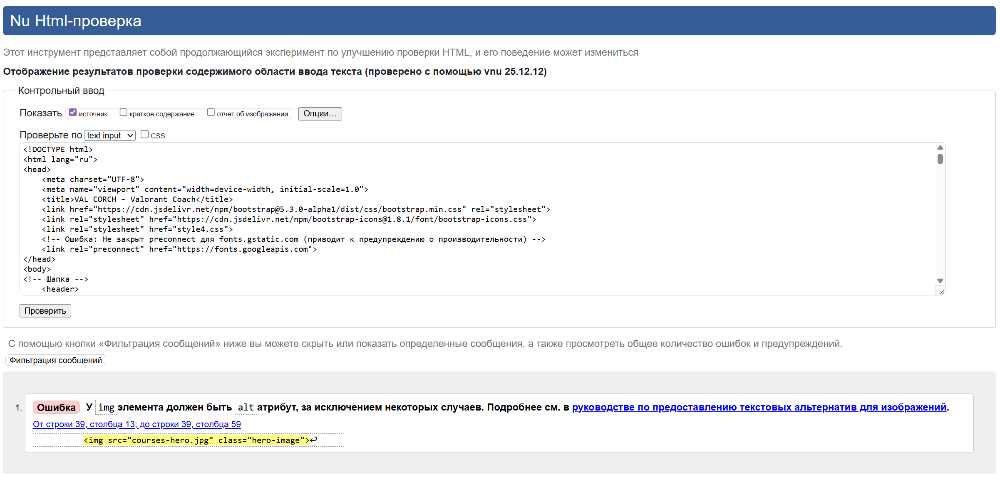 Nu Html-проверка
Этот инструмент представляет собой продолжающийся эксперимент по улучшению проверки HTML, и его поведение может измениться
Отображение результатов проверки содержимого области ввода текста (проверено с помощью vnu 25.12.12)
Контрольный ввод
Показать источник краткое содержание отчёт об изображении Опции…
Проверьте по text input CSS
<!DOCTYPE html>
<html lang="ru">
<head>
    <meta charset="UTF-8">
    <meta name="viewport" content="width=device-width, initial-scale=1.0">
    <title>VAL CORCH - Valorant Coach</title>
    <link href="https://cdn.jsdelivr.net/npm/bootstrap@5.3.0-alpha1/dist/css/bootstrap.min.css" rel="stylesheet">
    <link rel="stylesheet" href="https://cdn.jsdelivr.net/npm/bootstrap-icons@1.8.1/font/bootstrap-icons.css">
    <link rel="stylesheet" href="style4.css">
    <!-- Ошибка: Не закрыт preconnect для fonts.gstatic.com (приводит к предупреждению о производительности) -->
    <link rel="preconnect" href="https://fonts.googleapis.com">
</head>
<body>
<!-- Шапка -->
    <header>
Проверить
С помощью кнопки «Фильтрация сообщений» ниже вы можете скрыть или показать определенные сообщения, а также просмотреть общее количество ошибок и предупреждений.
Фильтрация сообщений
1. Ошибка У img элемента должен быть alt атрибут, за исключением некоторых случаев. Подробнее см. в руководстве по предоставлению текстовых альтернатив для изображений.
От строки 39, столбца 13; до строки 39, столбца 59
<img src="courses-hero.jpg" class="hero-image">↩